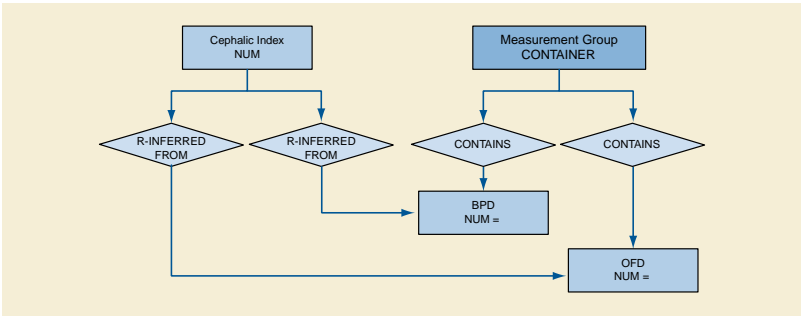 Cephalic Index
NUM
Measurement Group
CONTAINER
R-INFERRED
FROM
R-INFERRED
FROM
CONTAINS
CONTAINS
BPD
NUM =
OFD
NUM =